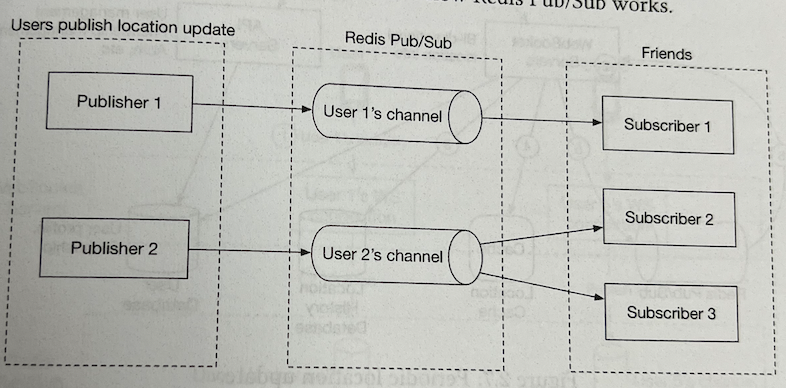 Redis Pub/Sub works.
Users publish location update
Redis Pub/Sub
Friends
Publisher 1
User 1's channel
Subscriber 1
Subscriber 2
Publisher 2
User 2's channel
Subscriber 3